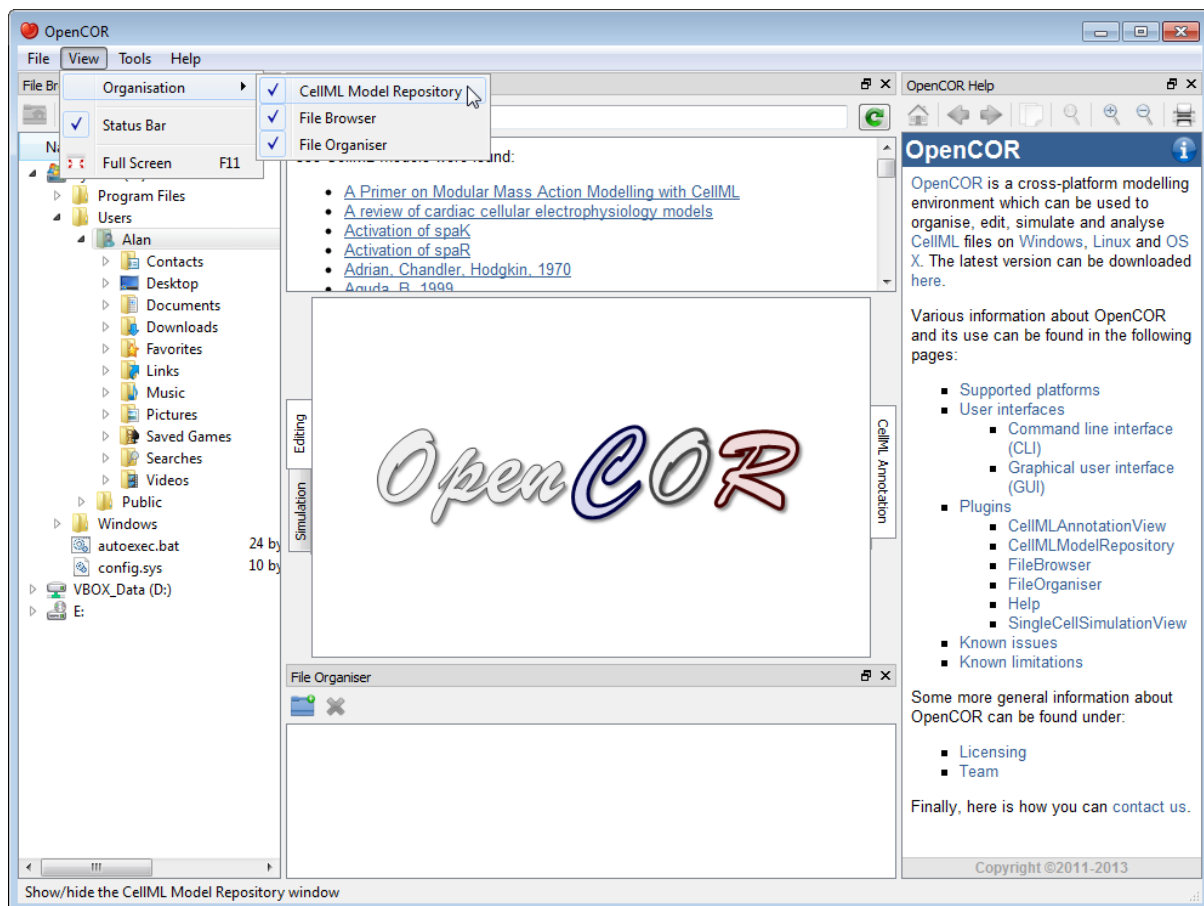 OpenCOR
File View Tools Help
File Br
Organisation
Status Bar
Full Screen F11
CellML Model Repository
File Browser
File Organiser
Program Files
Users
Alan
Contacts
Desktop
Documents
Downloads
Favorites
Links
Music
Pictures
Saved Games
Searches
Videos
Public
Windows
autoexec.bat 24 by
config.sys 10 by
VBOX_Data (D:)
E:
CellML models were found:
A Primer on Modular Mass Action Modelling with CellML
A review of cardiac cellular electrophysiology models
Activation of spaK
Activation of spaR
Adrian, Chandler, Hodgkin, 1970
Aguda, B, 1999
Editing
Simulation
OpenCOR
CellML Annotation
File Organiser
OpenCOR Help
OpenCOR
OpenCOR is a cross-platform modelling
environment which can be used to
organise, edit, simulate and analyse
CellML files on Windows, Linux and OS
X. The latest version can be downloaded
here.
Various information about OpenCOR
and its use can be found in the following
pages:
Supported platforms
User interfaces
Command line interface
(CLI)
Graphical user interface
(GUI)
Plugins
CellMLAnnotationView
CellMLModelRepository
FileBrowser
FileOrganiser
Help
SingleCellSimulationView
Known issues
Known limitations
Some more general information about
OpenCOR can be found under:
Licensing
Team
Finally, here is how you can contact us.
Copyright ©2011-2013
Show/hide the CellML Model Repository window